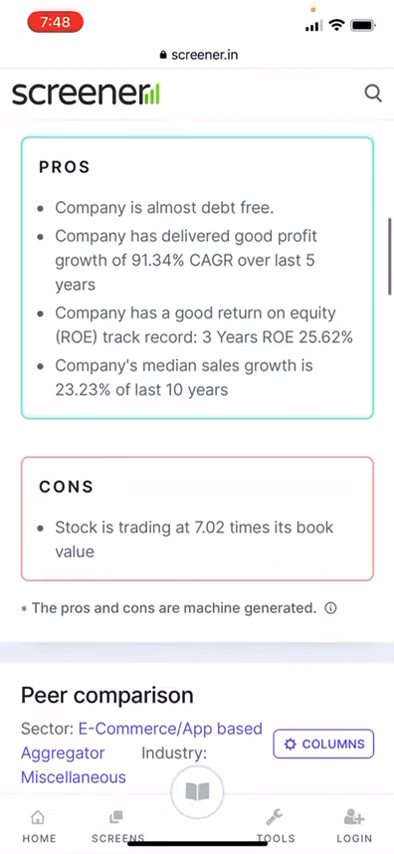 7:48
screener.in
screener
PROS
• Company is almost debt free.
• Company has delivered good profit
growth of 91.34% CAGR over last 5
years
• Company has a good return on equity
(ROE) track record: 3 Years ROE 25.62%
• Company's median sales growth is
23.23% of last 10 years
CONS
• Stock is trading at 7.02 times its book
value
* The pros and cons are machine generated.
Peer comparison
Sector: E-Commerce/App based
Aggregator Industry:
Miscellaneous
COLUMNS
HOME SCREENS TOOLS LOGIN